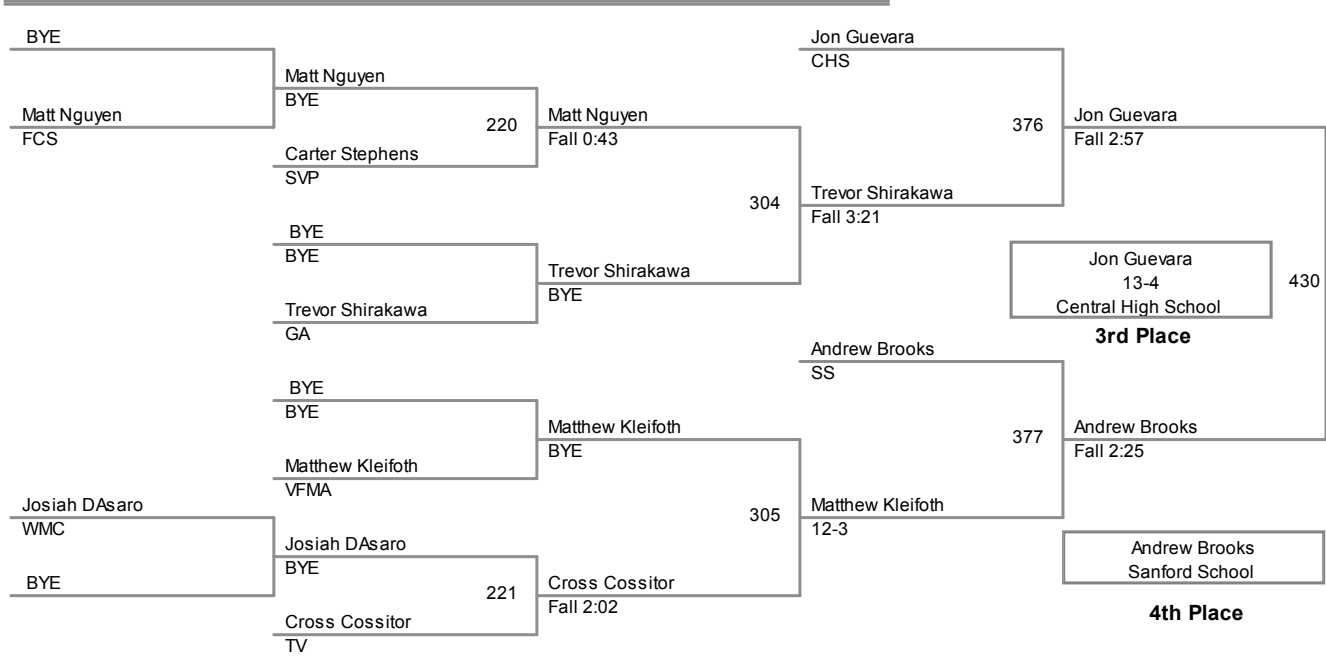 BYE
Matt Nguyen
FCS
Matt Nguyen
BYE
Carter Stephens
SVP
220
Matt Nguyen
Fall 0:43
BYE
BYE
Trevor Shirakawa
GA
Trevor Shirakawa
BYE
304
Jon Guevara
CHS
Trevor Shirakawa
Fall 3:21
376
Jon Guevara
Fall 2:57
Jon Guevara
13-4
Central High School
3rd Place
430
BYE
BYE
Matthew Kleifoth
VFMA
Matthew Kleifoth
BYE
Josiah DAsaro
WMC
BYE
Josiah DAsaro
BYE
Cross Cossitor
TV
221
Cross Cossitor
Fall 2:02
305
Andrew Brooks
SS
Matthew Kleifoth
12-3
377
Andrew Brooks
Fall 2:25
Andrew Brooks
Sanford School
4th Place